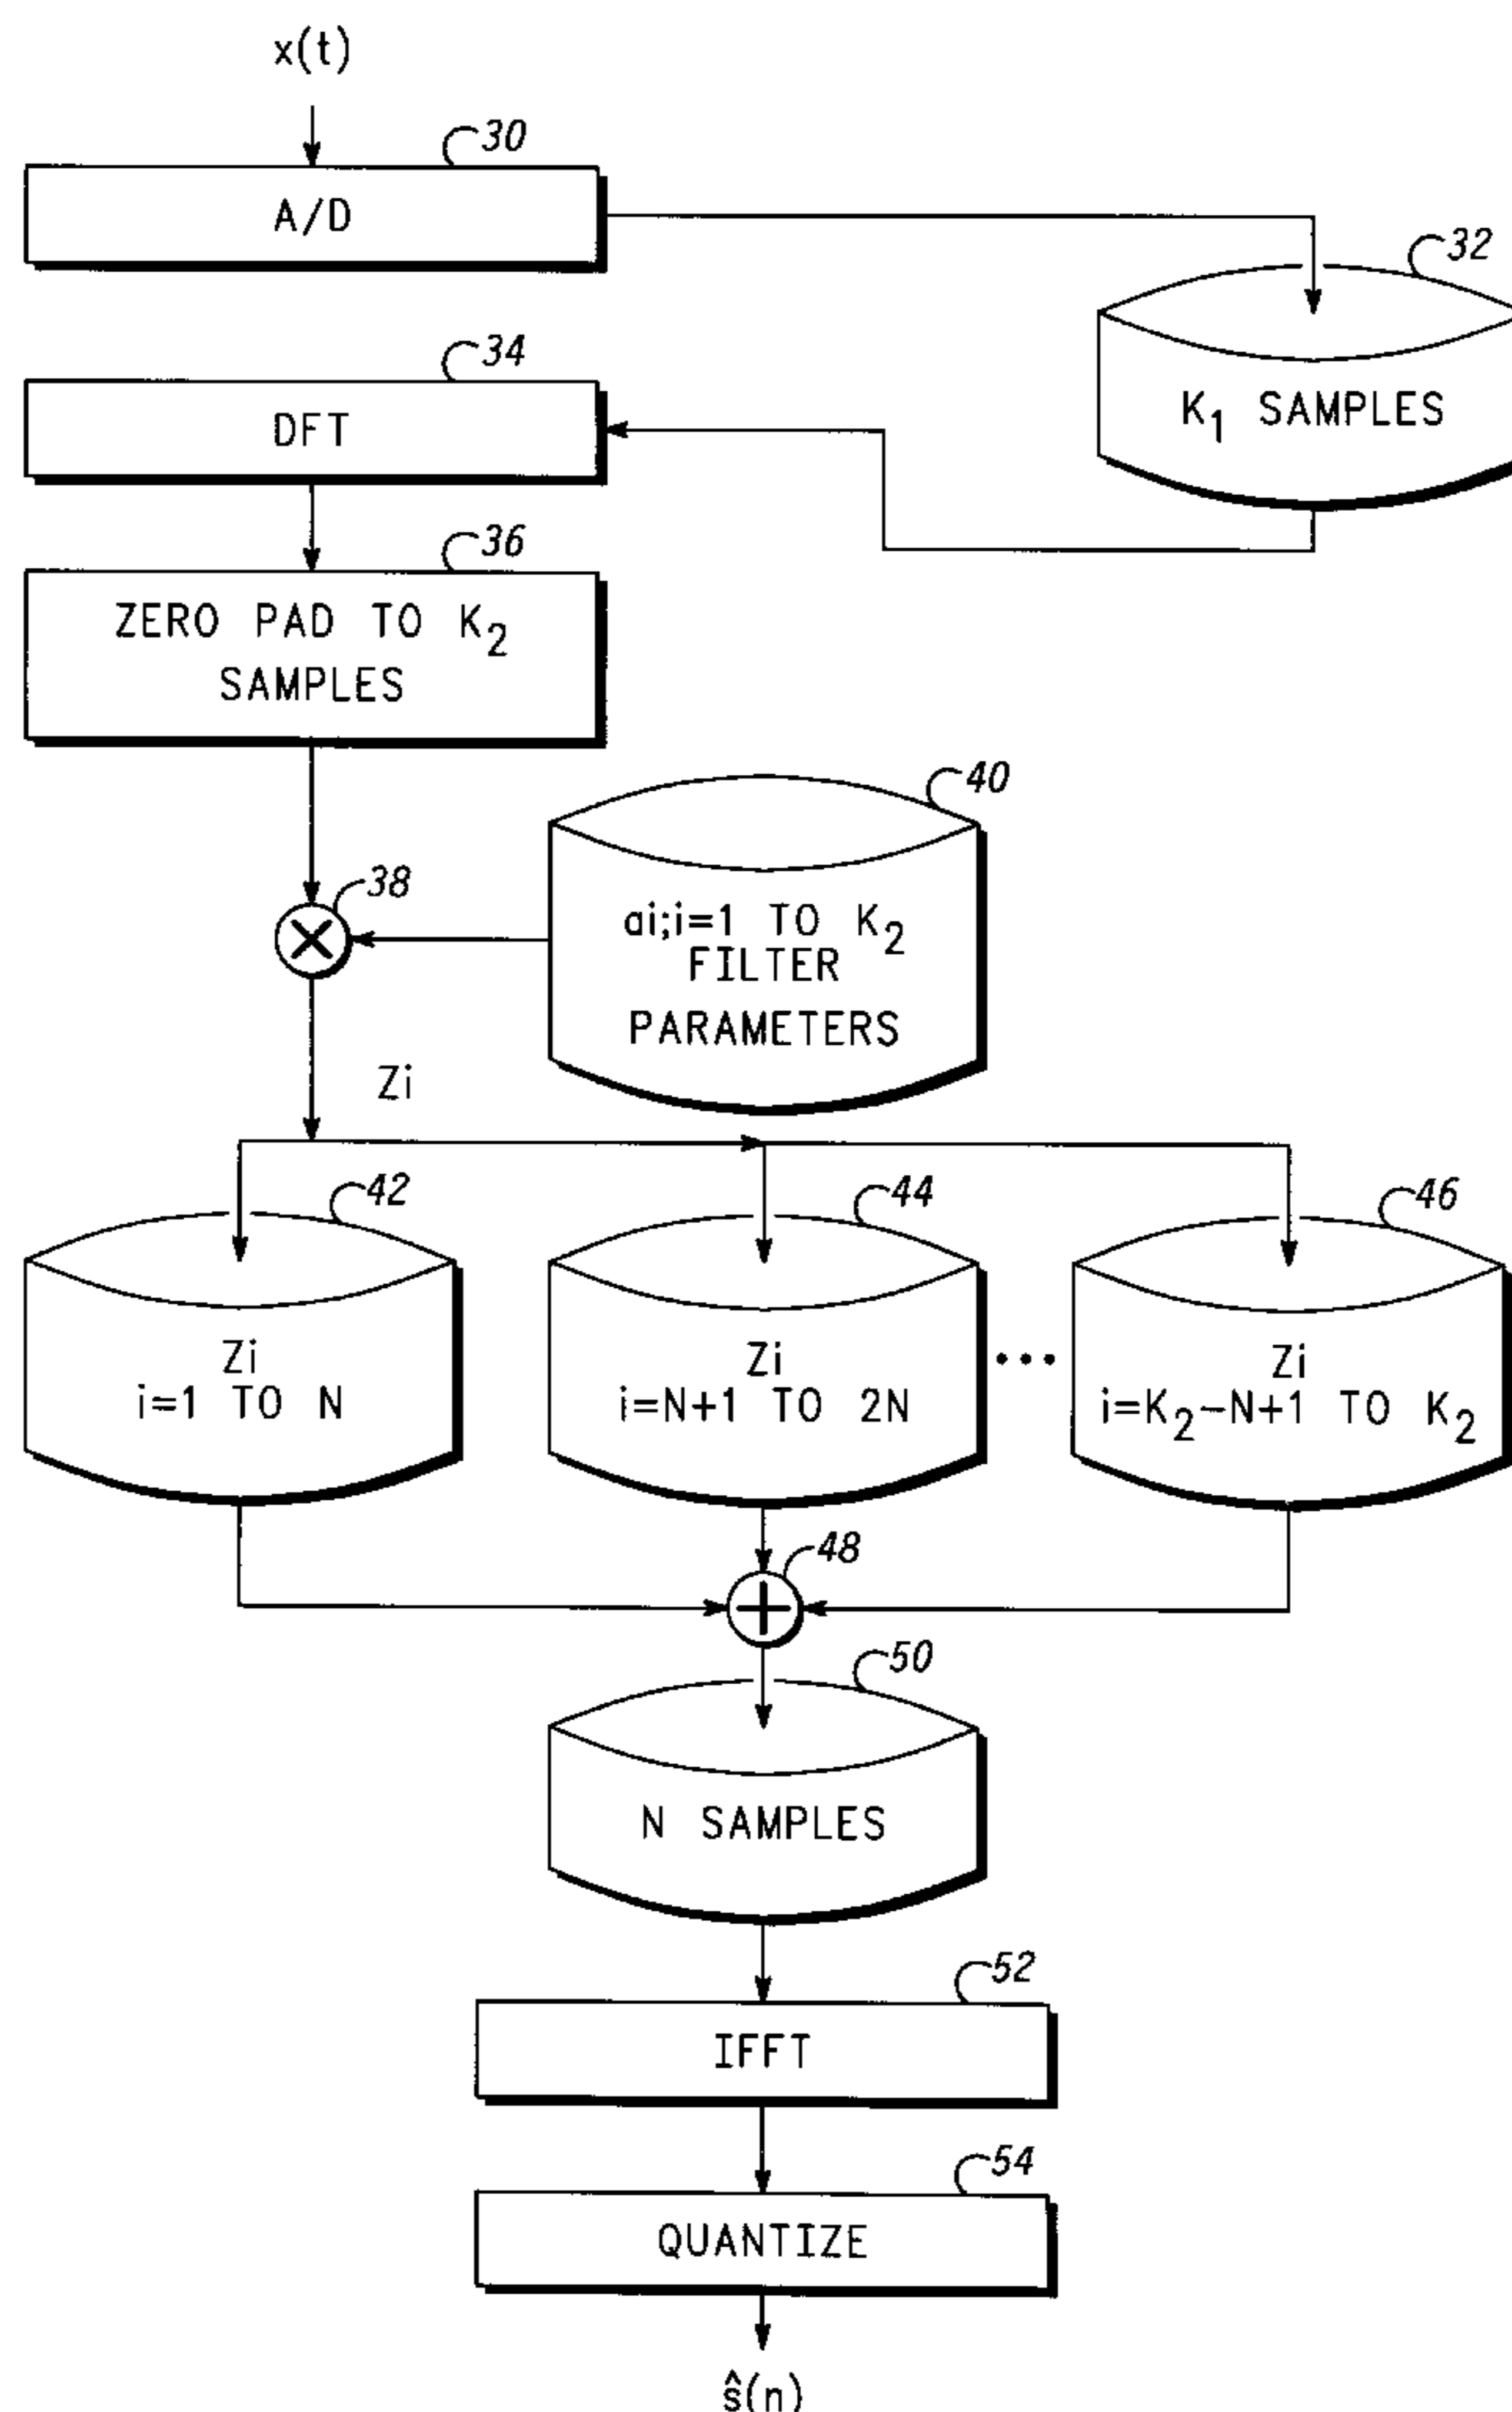 x(t)
30
A/D
32
K₁ SAMPLES
34
DFT
36
ZERO PAD TO K₂
SAMPLES
40
38
ai;i=1 TO K₂
FILTER
PARAMETERS
Zi
42
44
46
Zi
i=1 TO N
Zi
i=N+1 TO 2N
...
Zi
i=K₂-N+1 TO K₂
48
50
N SAMPLES
52
IFFT
54
QUANTIZE
ŝ(n)